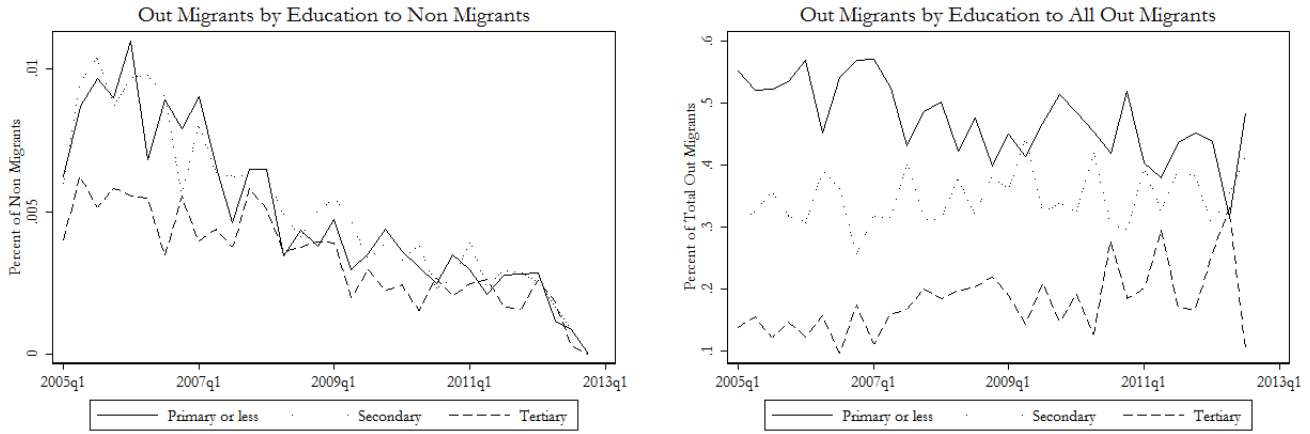 Out Migrants by Education to Non Migrants
Percent of Non Migrants
.01
.005
0
2005q1 2007q1 2009q1 2011q1 2013q1
Primary or less Secondary Tertiary
Out Migrants by Education to All Out Migrants
Percent of Total Out Migrants
.6
.5
.4
.3
.2
.1
2005q1 2007q1 2009q1 2011q1 2013q1
Primary or less Secondary Tertiary